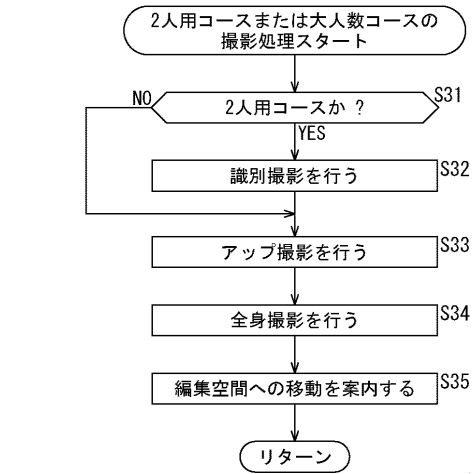 2人用コースまたは大人数コースの
撮影処理スタート
NO
2人用コースか ?
S31
YES
識別撮影を行う
S32
アップ撮影を行う
S33
全身撮影を行う
S34
編集空間への移動を案内する
S35
リターン